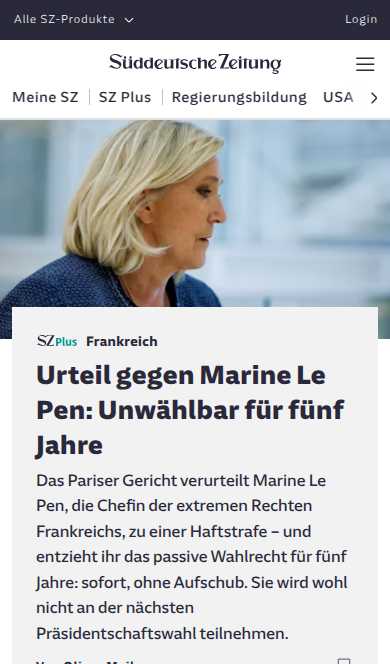 Alle SZ-Produkte
Login
Süddeutsche Zeitung
Meine SZ
SZ Plus
Regierungsbildung
USA
SZ Plus Frankreich
Urteil gegen Marine Le
Pen: Unwählbar für fünf
Jahre
Das Pariser Gericht verurteilt Marine Le
Pen, die Chefin der extremen Rechten
Frankreichs, zu einer Haftstrafe – und
entzieht ihr das passive Wahlrecht für fünf
Jahre: sofort, ohne Aufschub. Sie wird wohl
nicht an der nächsten
Präsidentschaftswahl teilnehmen.